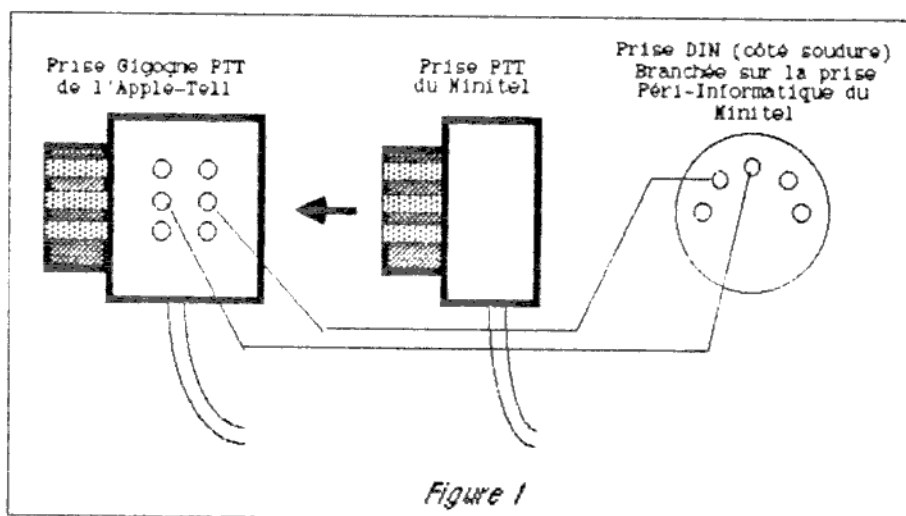 Prise Gigogne PTT
de l'Apple-Tell
Prise PTT
du Minitel
Prise DIN (côté soudure)
Branchée sur la prise
Péri-Informatique du
Minitel
Figure 1